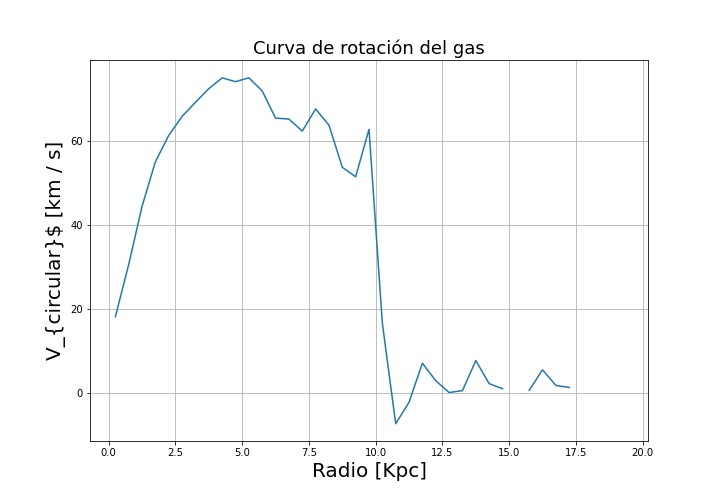 Curva de rotación del gas
V_{circular}$ [km / s]
60
40
20
0
0.0 2.5 5.0 7.5 10.0 12.5 15.0 17.5 20.0
Radio [Kpc]